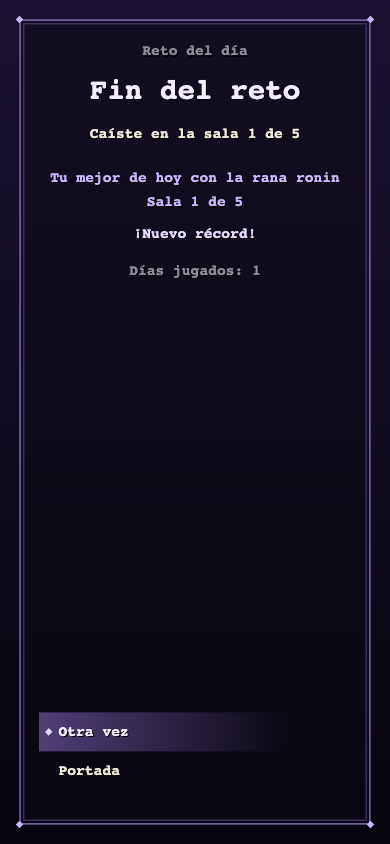 Reto del día
Fin del reto
Caíste en la sala 1 de 5
Tu mejor de hoy con la rana ronin
Sala 1 de 5
¡Nuevo récord!
Días jugados: 1
Otra vez
Portada